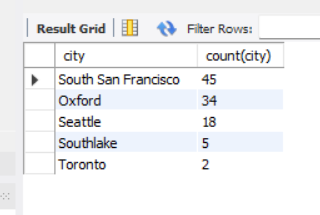 Result Grid Filter Rows:
city count(city)
South San Francisco 45
Oxford 34
Seattle 18
Southlake 5
Toronto 2